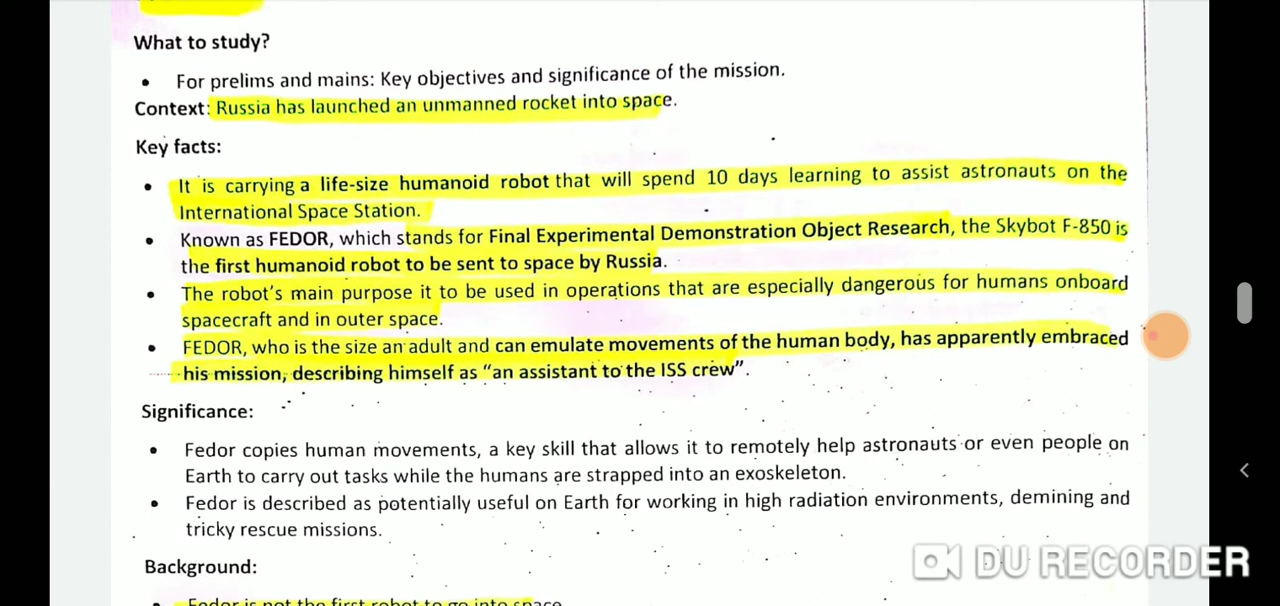 What to study?
• For prelims and mains: Key objectives and significance of the mission.
Context: Russia has launched an unmanned rocket into space.
Key facts:
• It is carrying a life-size humanoid robot that will spend 10 days learning to assist astronauts on the
International Space Station.
• Known as FEDOR, which stands for Final Experimental Demonstration Object Research, the Skybot F-850 is
the first humanoid robot to be sent to space by Russia.
• The robot's main purpose it to be used in operations that are especially dangerous for humans onboard
spacecraft and in outer space.
• FEDOR, who is the size an adult and can emulate movements of the human body, has apparently embraced
his mission, describing himself as "an assistant to the ISS crew".
Significance:
• Fedor copies human movements, a key skill that allows it to remotely help astronauts or even people on
Earth to carry out tasks while the humans are strapped into an exoskeleton.
• Fedor is described as potentially useful on Earth for working in high radiation environments, demining and
tricky rescue missions.
DU RECORDER
Background:
• Fedor is not the first robot to go into space